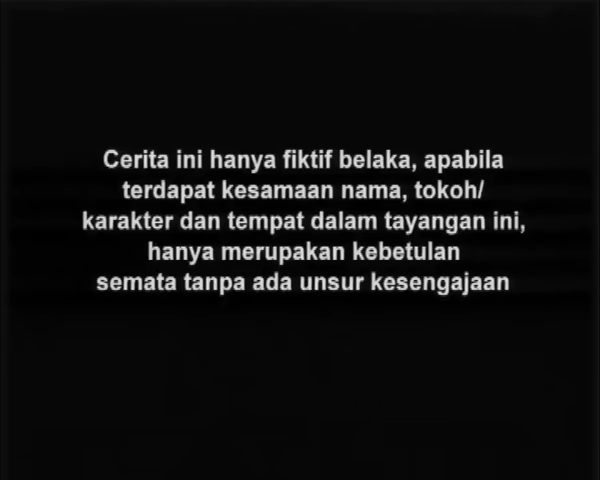 Cerita ini hanya fiktif belaka, apabila
terdapat kesamaan nama, tokoh/
karakter dan tempat dalam tayangan ini,
hanya merupakan kebetulan
semata tanpa ada unsur kesengajaan